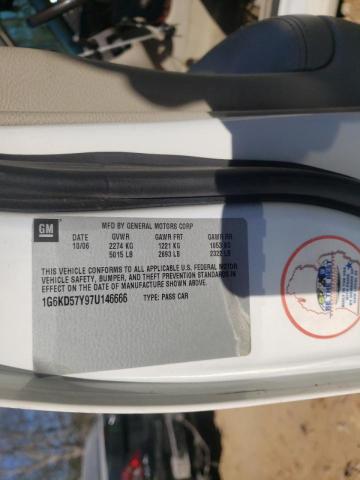 GM
MFD BY GENERAL MOTORS CORP
DATE GVWR GAWR FRT GAWR RR
10/06 2274 KG 1221 KG 1053 KG
5015 LB 2693 LB 2322 LB
THIS VEHICLE CONFORMS TO ALL APPLICABLE U.S. FEDERAL MOTOR
VEHICLE SAFETY, BUMPER, AND THEFT PREVENTION STANDARDS IN
EFFECT ON THE DATE OF MANUFACTURE SHOWN ABOVE.
1G6KD57Y97U146666 TYPE: PASS CAR